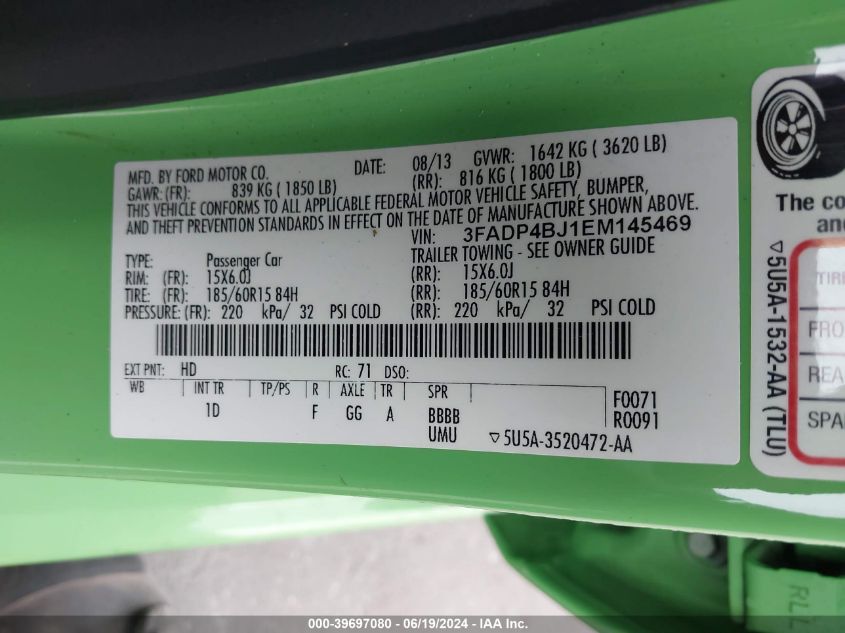 MFD. BY FORD MOTOR CO.
DATE: 08/13 GVWR: 1642 KG ( 3620 LB)
GAWR: (FR): 839 KG ( 1850 LB) (RR): 816 KG ( 1800 LB)
THIS VEHICLE CONFORMS TO ALL APPLICABLE FEDERAL MOTOR VEHICLE SAFETY, BUMPER,
AND THEFT PREVENTION STANDARDS IN EFFECT ON THE DATE OF MANUFACTURE SHOWN ABOVE.
VIN: 3FADP4BJ1EM145469
TYPE: Passenger Car TRAILER TOWING - SEE OWNER GUIDE
RIM: (FR): 15X6.0J (RR): 15X6.0J
TIRE: (FR): 185/60R15 84H (RR): 185/60R15 84H
PRESSURE: (FR): 220 kPa/ 32 PSI COLD (RR): 220 kPa/ 32 PSI COLD
EXT PNT: HD RC: 71 DSO:
WB INT TR TP/PS R AXLE TR SPR F0071
1D F GG A BBBB R0091
UMU ▽5U5A-3520472-AA
▽5U5A-1532-AA (TLU)
The co
an
TIRE
FRO
REA
SPA
RLL
000-39697080 - 06/19/2024 - IAAI.com